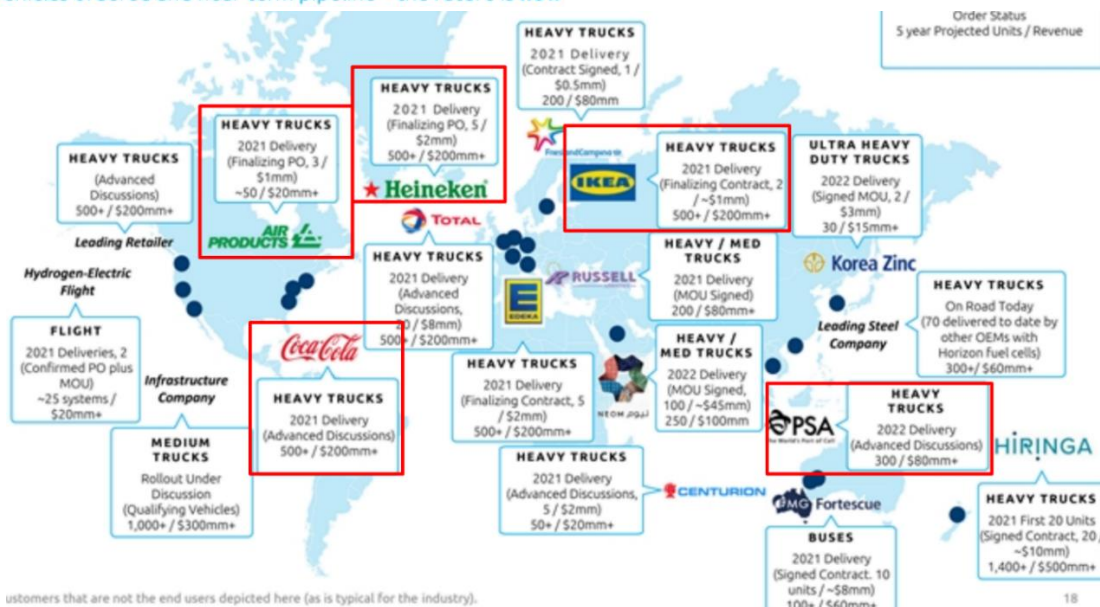 Order Status
5 year Projected Units / Revenue
HEAVY TRUCKS
2021 Delivery
(Contract Signed, 1 /
$0.5mm)
200 / $80mm
HEAVY TRUCKS
2021 Delivery
(Finalizing PO, 5 /
$2mm)
500+ / $200mm+
Heineken
HEAVY TRUCKS
2021 Delivery
(Finalizing PO, 3 /
$1mm)
~50 / $20mm+
AIR
PRODUCTS
HEAVY TRUCKS
(Advanced
Discussions)
500+ / $200mm+
Leading Retailer
FrieslandCampina
IKEA
HEAVY TRUCKS
2021 Delivery
(Finalizing Contract, 2
/ ~$1mm)
500+ / $200mm+
ULTRA HEAVY
DUTY TRUCKS
2022 Delivery
(Signed MOU, 2 /
$3mm)
30 / $15mm+
Korea Zinc
TOTAL
HEAVY TRUCKS
2021 Delivery
(Advanced
Discussions,
/ $8mm)
500+ / $200mm+
EDEKA
RUSSELL
HEAVY / MED
TRUCKS
2021 Delivery
(MOU Signed)
200 / $80mm+
Hydrogen-Electric
Flight
FLIGHT
2021 Deliveries, 2
(Confirmed PO plus
MOU)
~25 systems /
$20mm+
Infrastructure
Company
MEDIUM
TRUCKS
Rollout Under
Discussion
(Qualifying Vehicles)
1,000+ / $300mm+
Coca-Cola
HEAVY TRUCKS
2021 Delivery
(Advanced Discussions)
500+ / $200mm+
HEAVY TRUCKS
2021 Delivery
(Finalizing Contract, 5
/ $2mm)
500+ / $200mm+
NEOM نيوم
HEAVY /
MED TRUCKS
2022 Delivery
(MOU Signed,
100 / ~$45mm)
250 / $100mm
Leading Steel
Company
HEAVY TRUCKS
On Road Today
(70 delivered to date by
other OEMs with
Horizon fuel cells)
300+ / $60mm+
PSA
The World's Port of Call
HEAVY
TRUCKS
2022 Delivery
(Advanced Discussions)
300 / $80mm+
HIRINGA
HEAVY TRUCKS
2021 First 20 Units
(Signed Contract, 20 /
~$10mm)
1,400+ / $500mm+
HEAVY TRUCKS
2021 Delivery
(Advanced Discussions,
5 / $2mm)
50+ / $20mm+
CENTURION
FMG Fortescue
BUSES
2021 Delivery
(Signed Contract. 10
units / ~$8mm)
100+ / $60mm+
ustomers that are not the end users depicted here (as is typical for the industry).
18